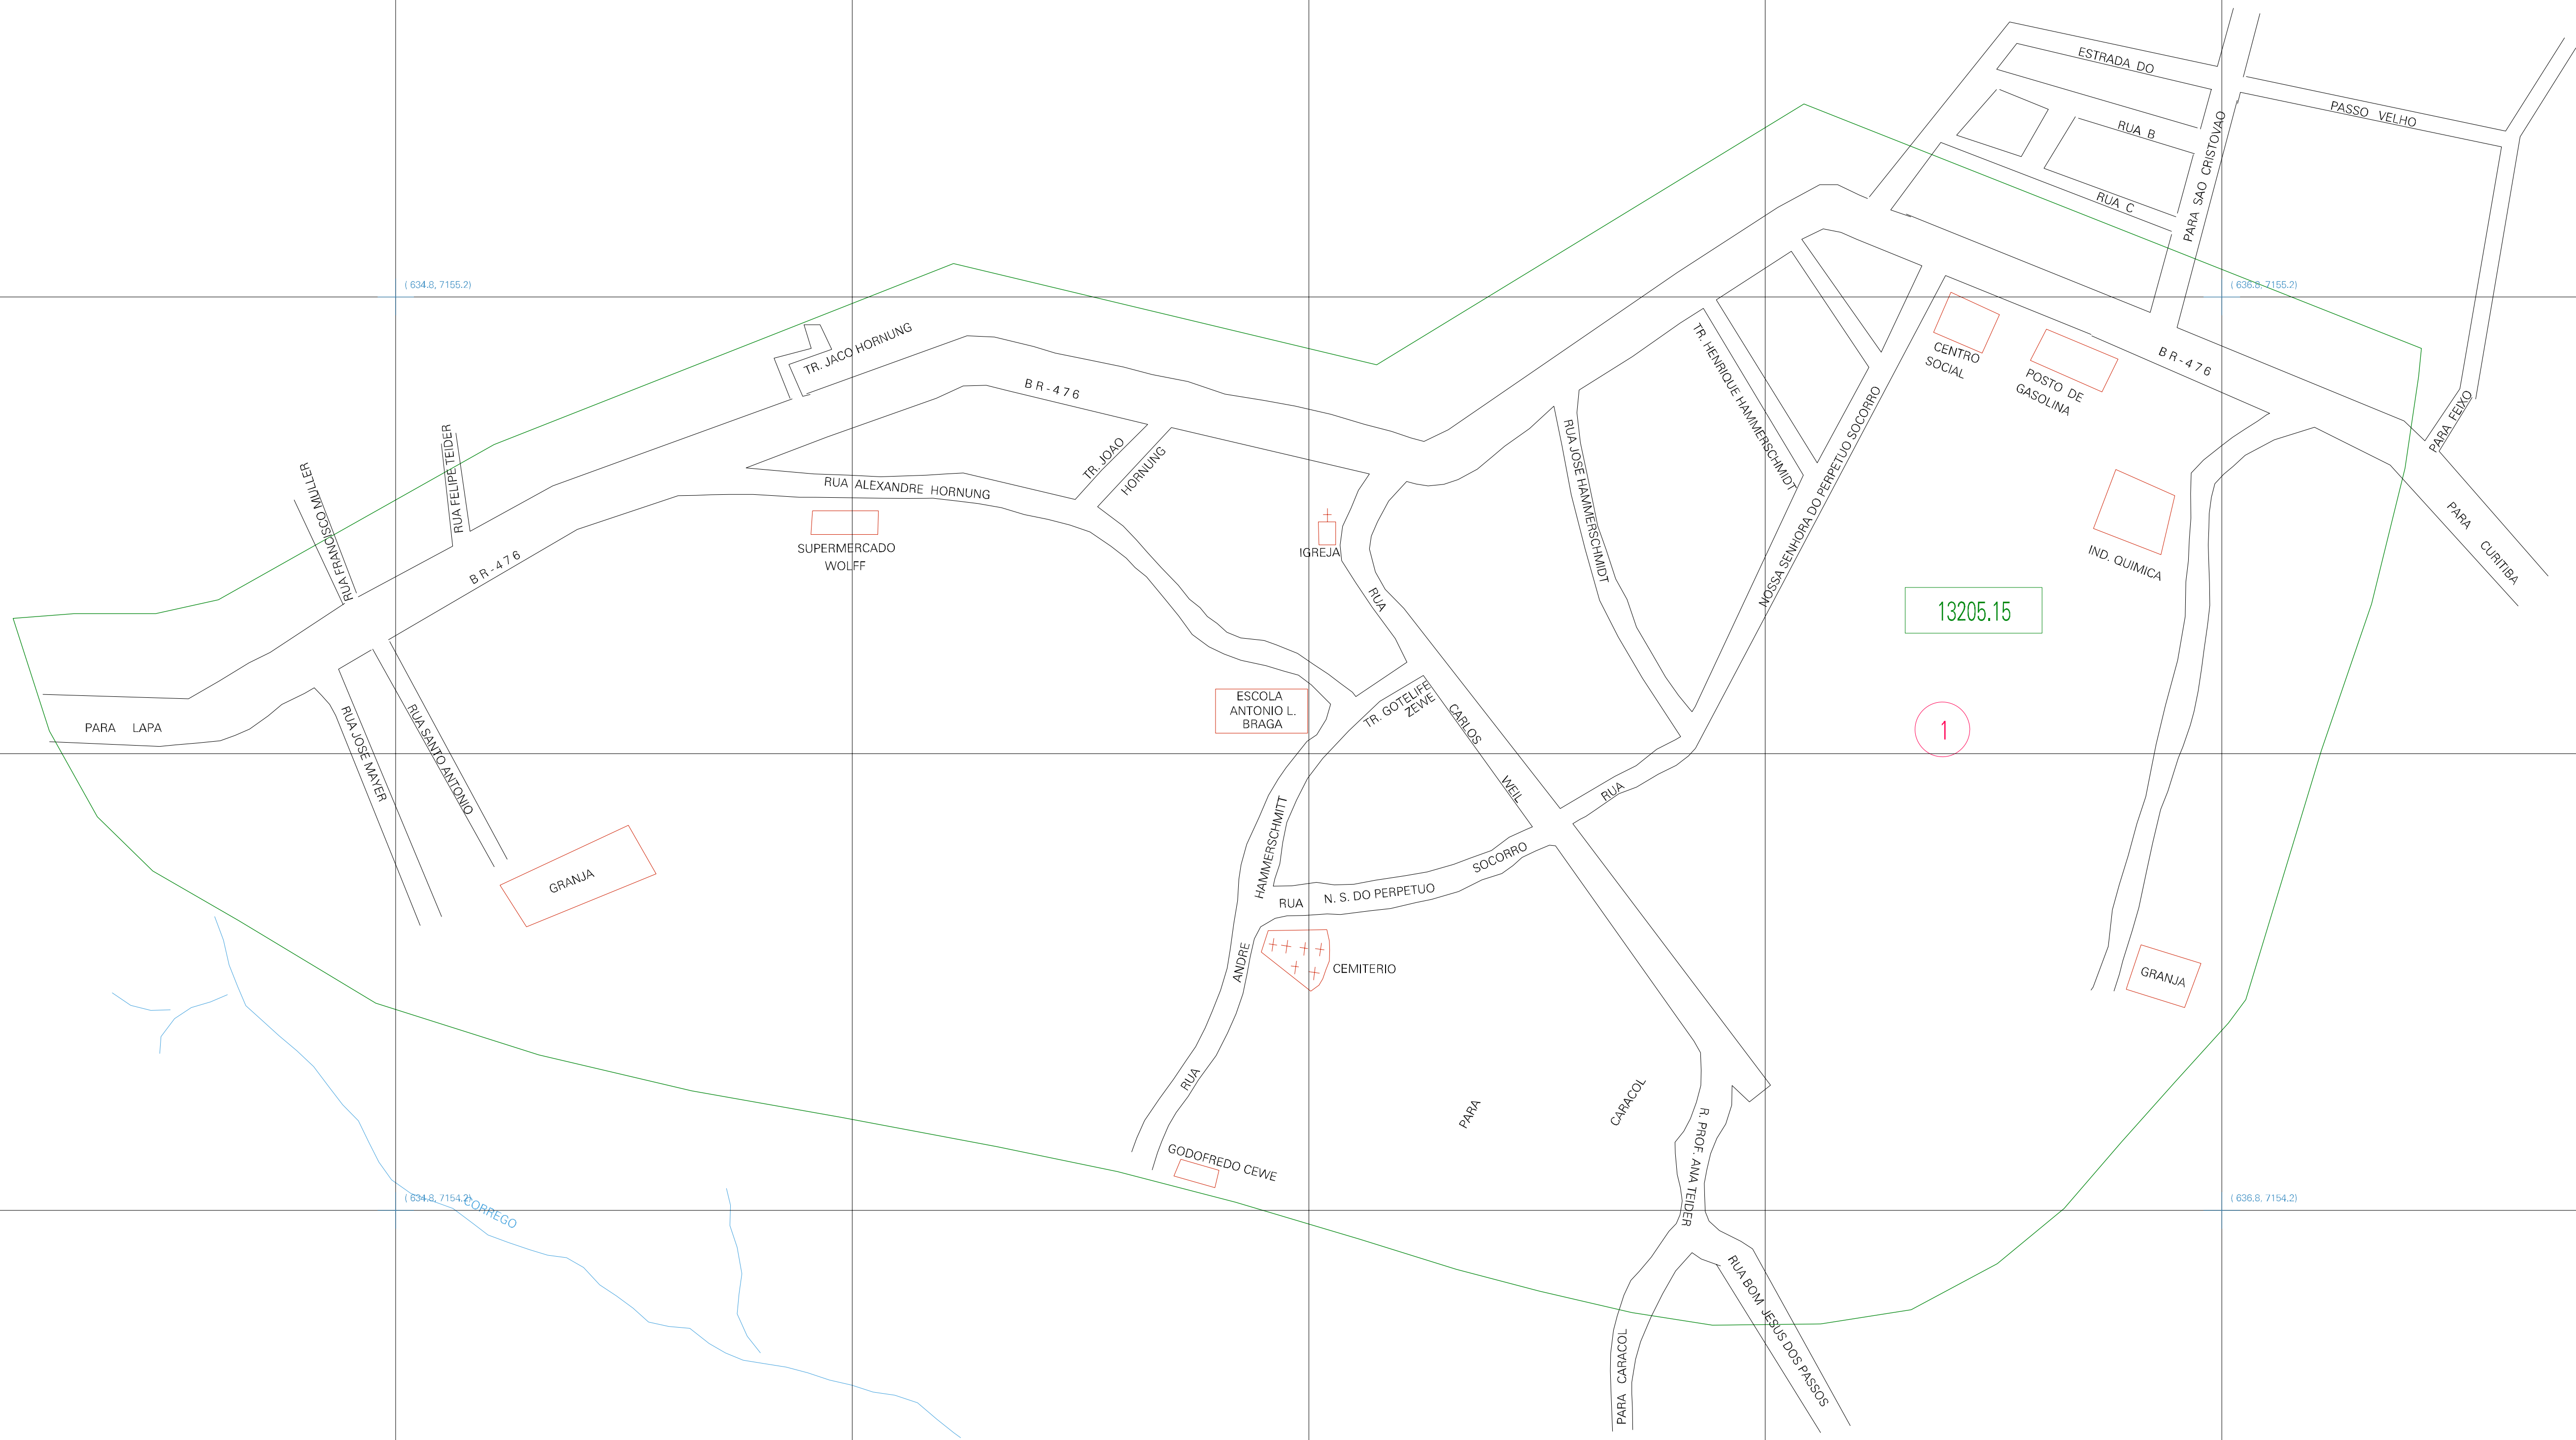 ESTRADA DO
PASSO VELHO
RUA B
RUA C
PARA SAO CRISTOVAO
( 634.8, 7155.2)
( 636.8, 7155.2)
TR. JACO HORNUNG
BR-476
TR. JOAO
HORNUNG
TR. HENRIQUE HAMMERSCHMIDT
CENTRO
SOCIAL
POSTO DE
GASOLINA
BR-476
PARA FEIXO
RUA FRANCISCO MULLER
RUA FELIPE TEIDER
RUA ALEXANDRE HORNUNG
RUA JOSE HAMMERSCHMIDT
NOSSA SENHORA DO PERPETUO SOCORRO
PARA CURITIBA
SUPERMERCADO
WOLFF
IGREJA
BR-476
IND. QUIMICA
RUA
13205.15
ESCOLA
ANTONIO L.
BRAGA
TR. GOTELIFE
ZEWE
CARLOS
WEIL
PARA LAPA
RUA JOSE MAYER
RUA SANTO ANTONIO
1
RUA
GRANJA
HAMMERSCHMITT
SOCORRO
RUA N. S. DO PERPETUO
ANDRE
CEMITERIO
GRANJA
RUA
PARA
CARACOL
GODOFREDO CEWE
R. PROF. ANA TEIDER
( 634.8, 7154.2)
( 636.8, 7154.2)
CORREGO
RUA BOM JESUS DOS PASSOS
PARA CARACOL